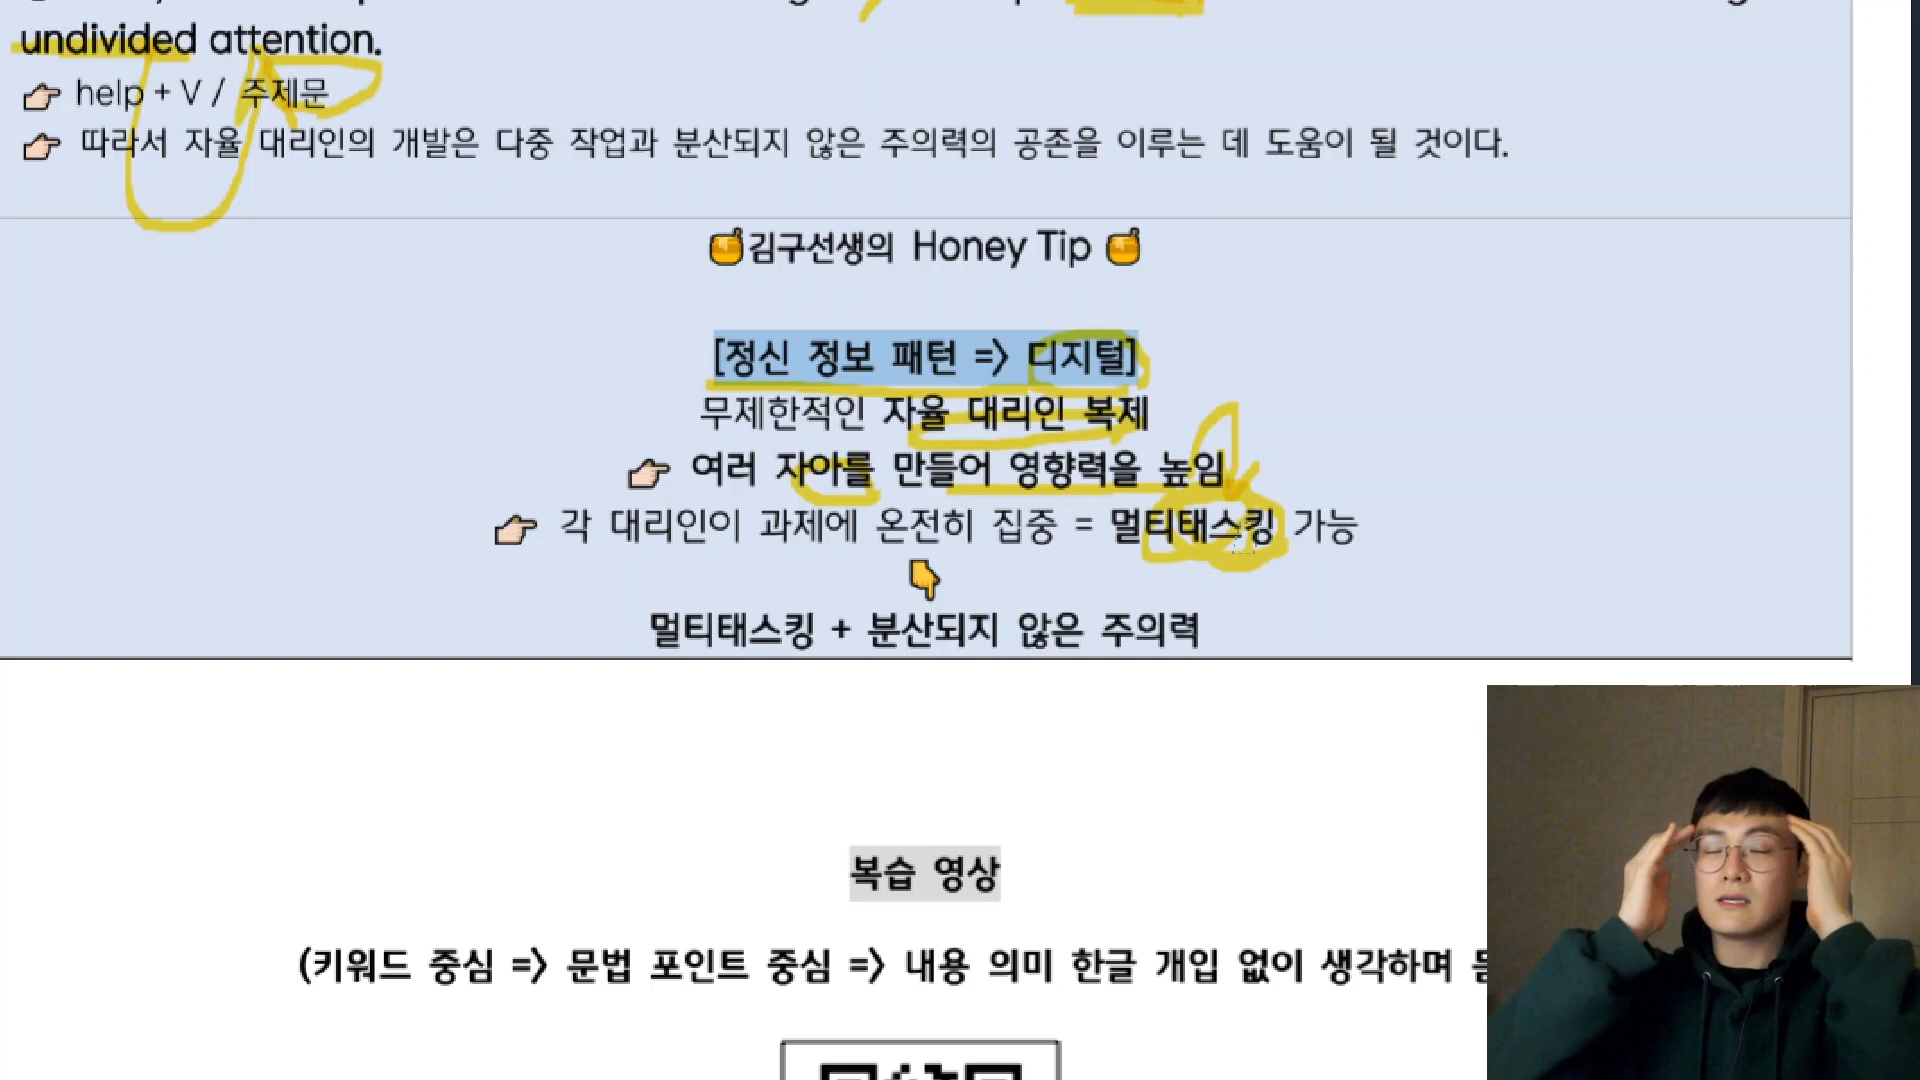 undivided attention.
help + V / 주제문
따라서 자율 대리인의 개발은 다중 작업과 분산되지 않은 주의력의 공존을 이루는 데 도움이 될 것이다.
김구선생의 Honey Tip
[정신 정보 패턴 => 디지털]
무제한적인 자율 대리인 복제
여러 자아를 만들어 영향력을 높임
각 대리인이 과제에 온전히 집중 = 멀티태스킹 가능
멀티태스킹 + 분산되지 않은 주의력
복습 영상
(키워드 중심 => 문법 포인트 중심 => 내용 의미 한글 개입 없이 생각하며